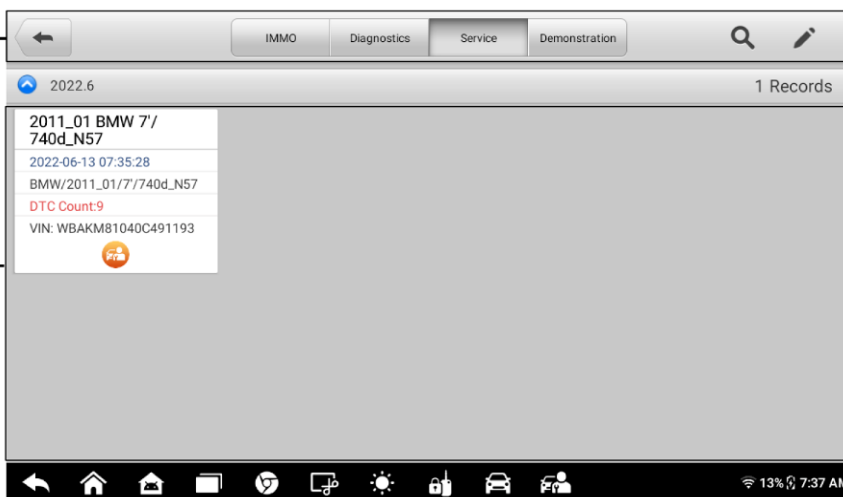 IMMO Diagnostics Service Demonstration
2022.6 1 Records
2011_01 BMW 7'/
740d_N57
2022-06-13 07:35:28
BMW/2011_01/7'/740d_N57
DTC Count:9
VIN: WBAKM81040C491193
13% 7:37 AM